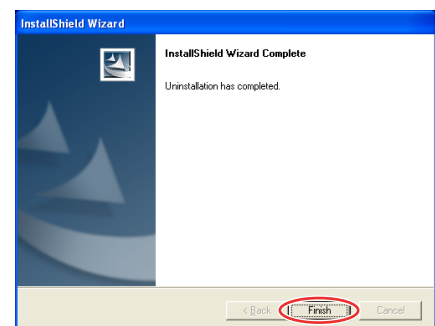 InstallShield Wizard
InstallShield Wizard Complete
Uninstallation has completed.
< Back Finish Cancel